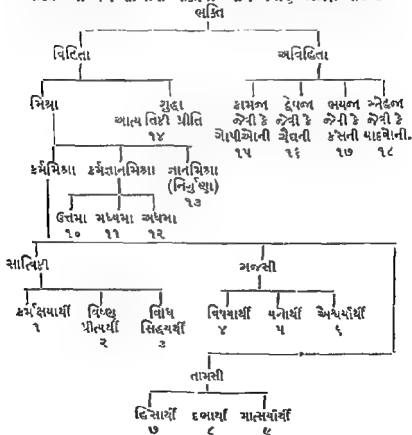 ભક્તિ
વિહિતા અવિહિતા
મિશ્રા શુદ્ધા કામજા દ્વેષજા ભયજા સ્નેહજા
આત્યંતિકી પ્રીતિ જેવી કે જેવી કે જેવી કે જેવી કે
૧૪ ગોપીઓની ચૈદ્યની કંસની યાદવોની.
૧૫ ૧૬ ૧૭ ૧૮
કર્મમિશ્રા કર્મજ્ઞાનમિશ્રા જ્ઞાનમિશ્રા
(નિર્ગુણા)
૧૩
ઉત્તમા મધ્યમા અધમા
૧૦ ૧૧ ૧૨
સાત્વિકી રાજસી
કર્મક્ષયાર્થી વિષ્ણુ વિધિ વિષયાર્થી યશોર્થી ઐશ્વર્યાર્થી
૧ પ્રીત્યર્થી સિદ્ધયર્થી ૪ ૫ ૬
૨ ૩
તામસી
હિંસાર્થી દંભાર્થી માત્સર્યાર્થી
૭ ૮ ૯